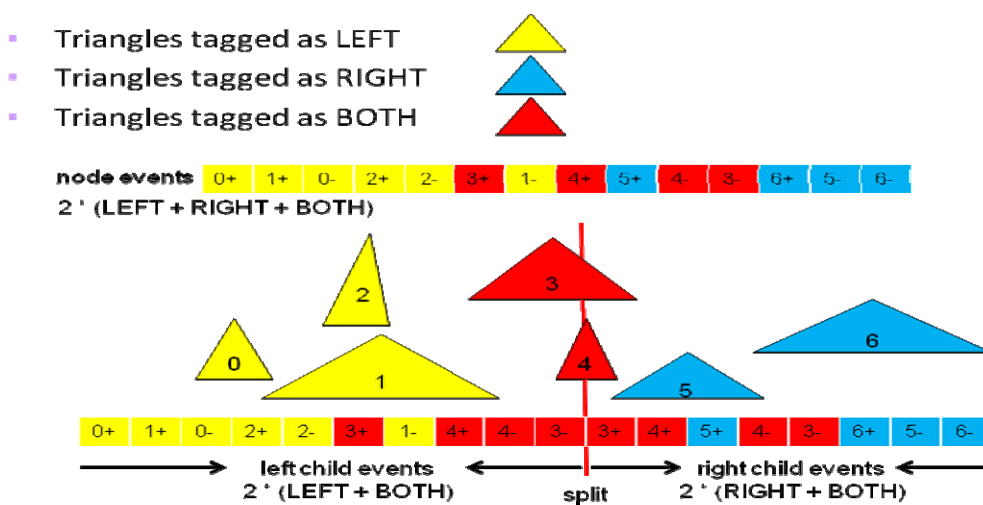 Triangles tagged as LEFT
Triangles tagged as RIGHT
Triangles tagged as BOTH
node events 0+ 1+ 0- 2+ 2- 3+ 1- 4+ 5+ 4- 3- 6+ 5- 6-
2 * (LEFT + RIGHT + BOTH)
2
3
0
1
4
5
6
0+ 1+ 0- 2+ 2- 3+ 1- 4+ 4- 3- 3+ 4+ 5+ 4- 3- 6+ 5- 6-
left child events
right child events
2 * (LEFT + BOTH)
split
2 * (RIGHT + BOTH)